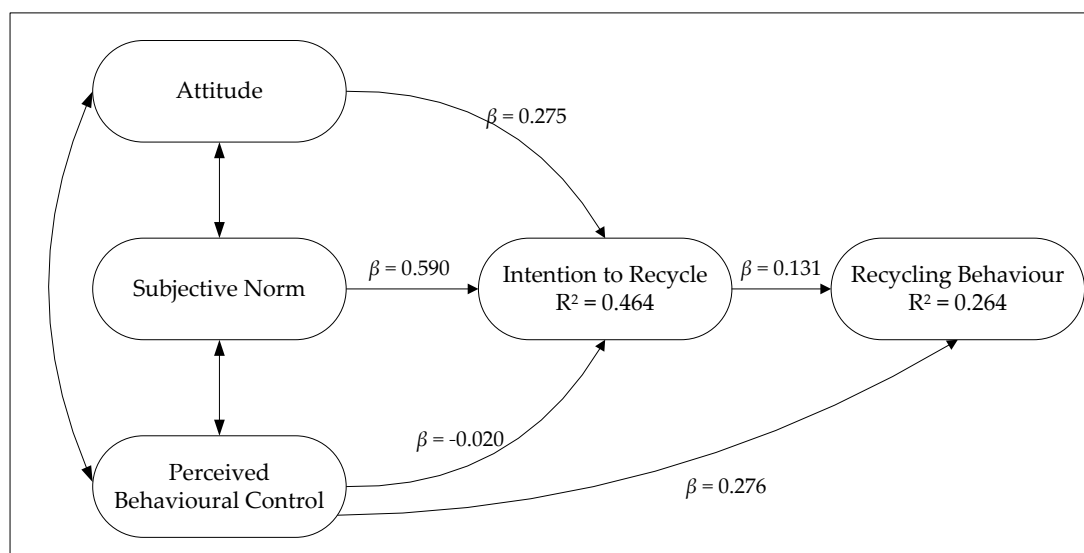 Attitude
β = 0.275
Subjective Norm
β = 0.590
Intention to Recycle
R² = 0.464
β = 0.131
Recycling Behaviour
R² = 0.264
β = -0.020
Perceived
Behavioural Control
β = 0.276